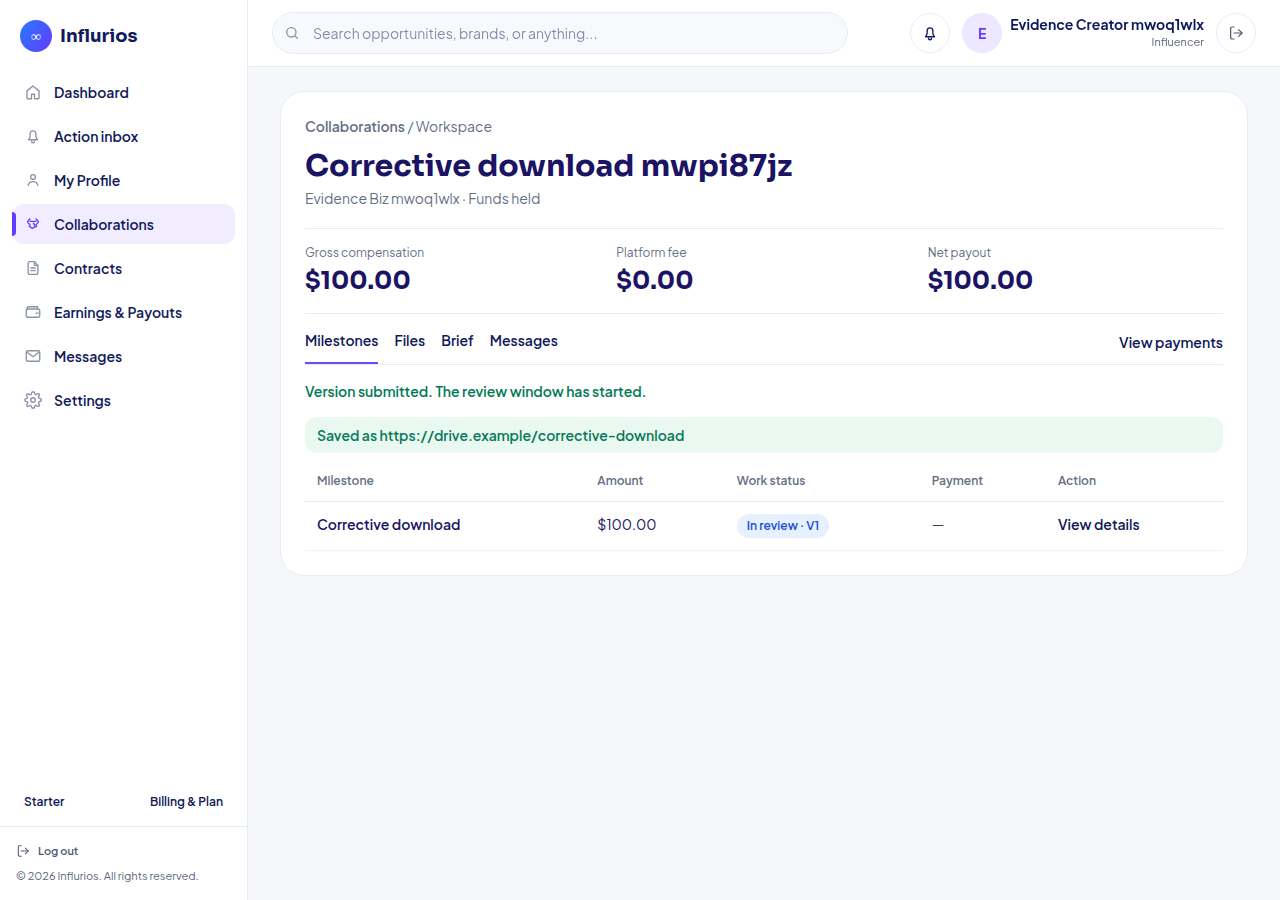 Influrios
Search opportunities, brands, or anything...
E
Evidence Creator mwoq1wlx
Influencer
Dashboard
Action inbox
My Profile
Collaborations
Contracts
Earnings & Payouts
Messages
Settings
Starter
Billing & Plan
Log out
© 2026 Influrios. All rights reserved.
Collaborations / Workspace
Corrective download mwpi87jz
Evidence Biz mwoq1wlx · Funds held
Gross compensation
Platform fee
Net payout
$100.00
$0.00
$100.00
Milestones
Files
Brief
Messages
View payments
Version submitted. The review window has started.
Saved as https://drive.example/corrective-download
Milestone
Amount
Work status
Payment
Action
Corrective download
$100.00
In review · V1
—
View details